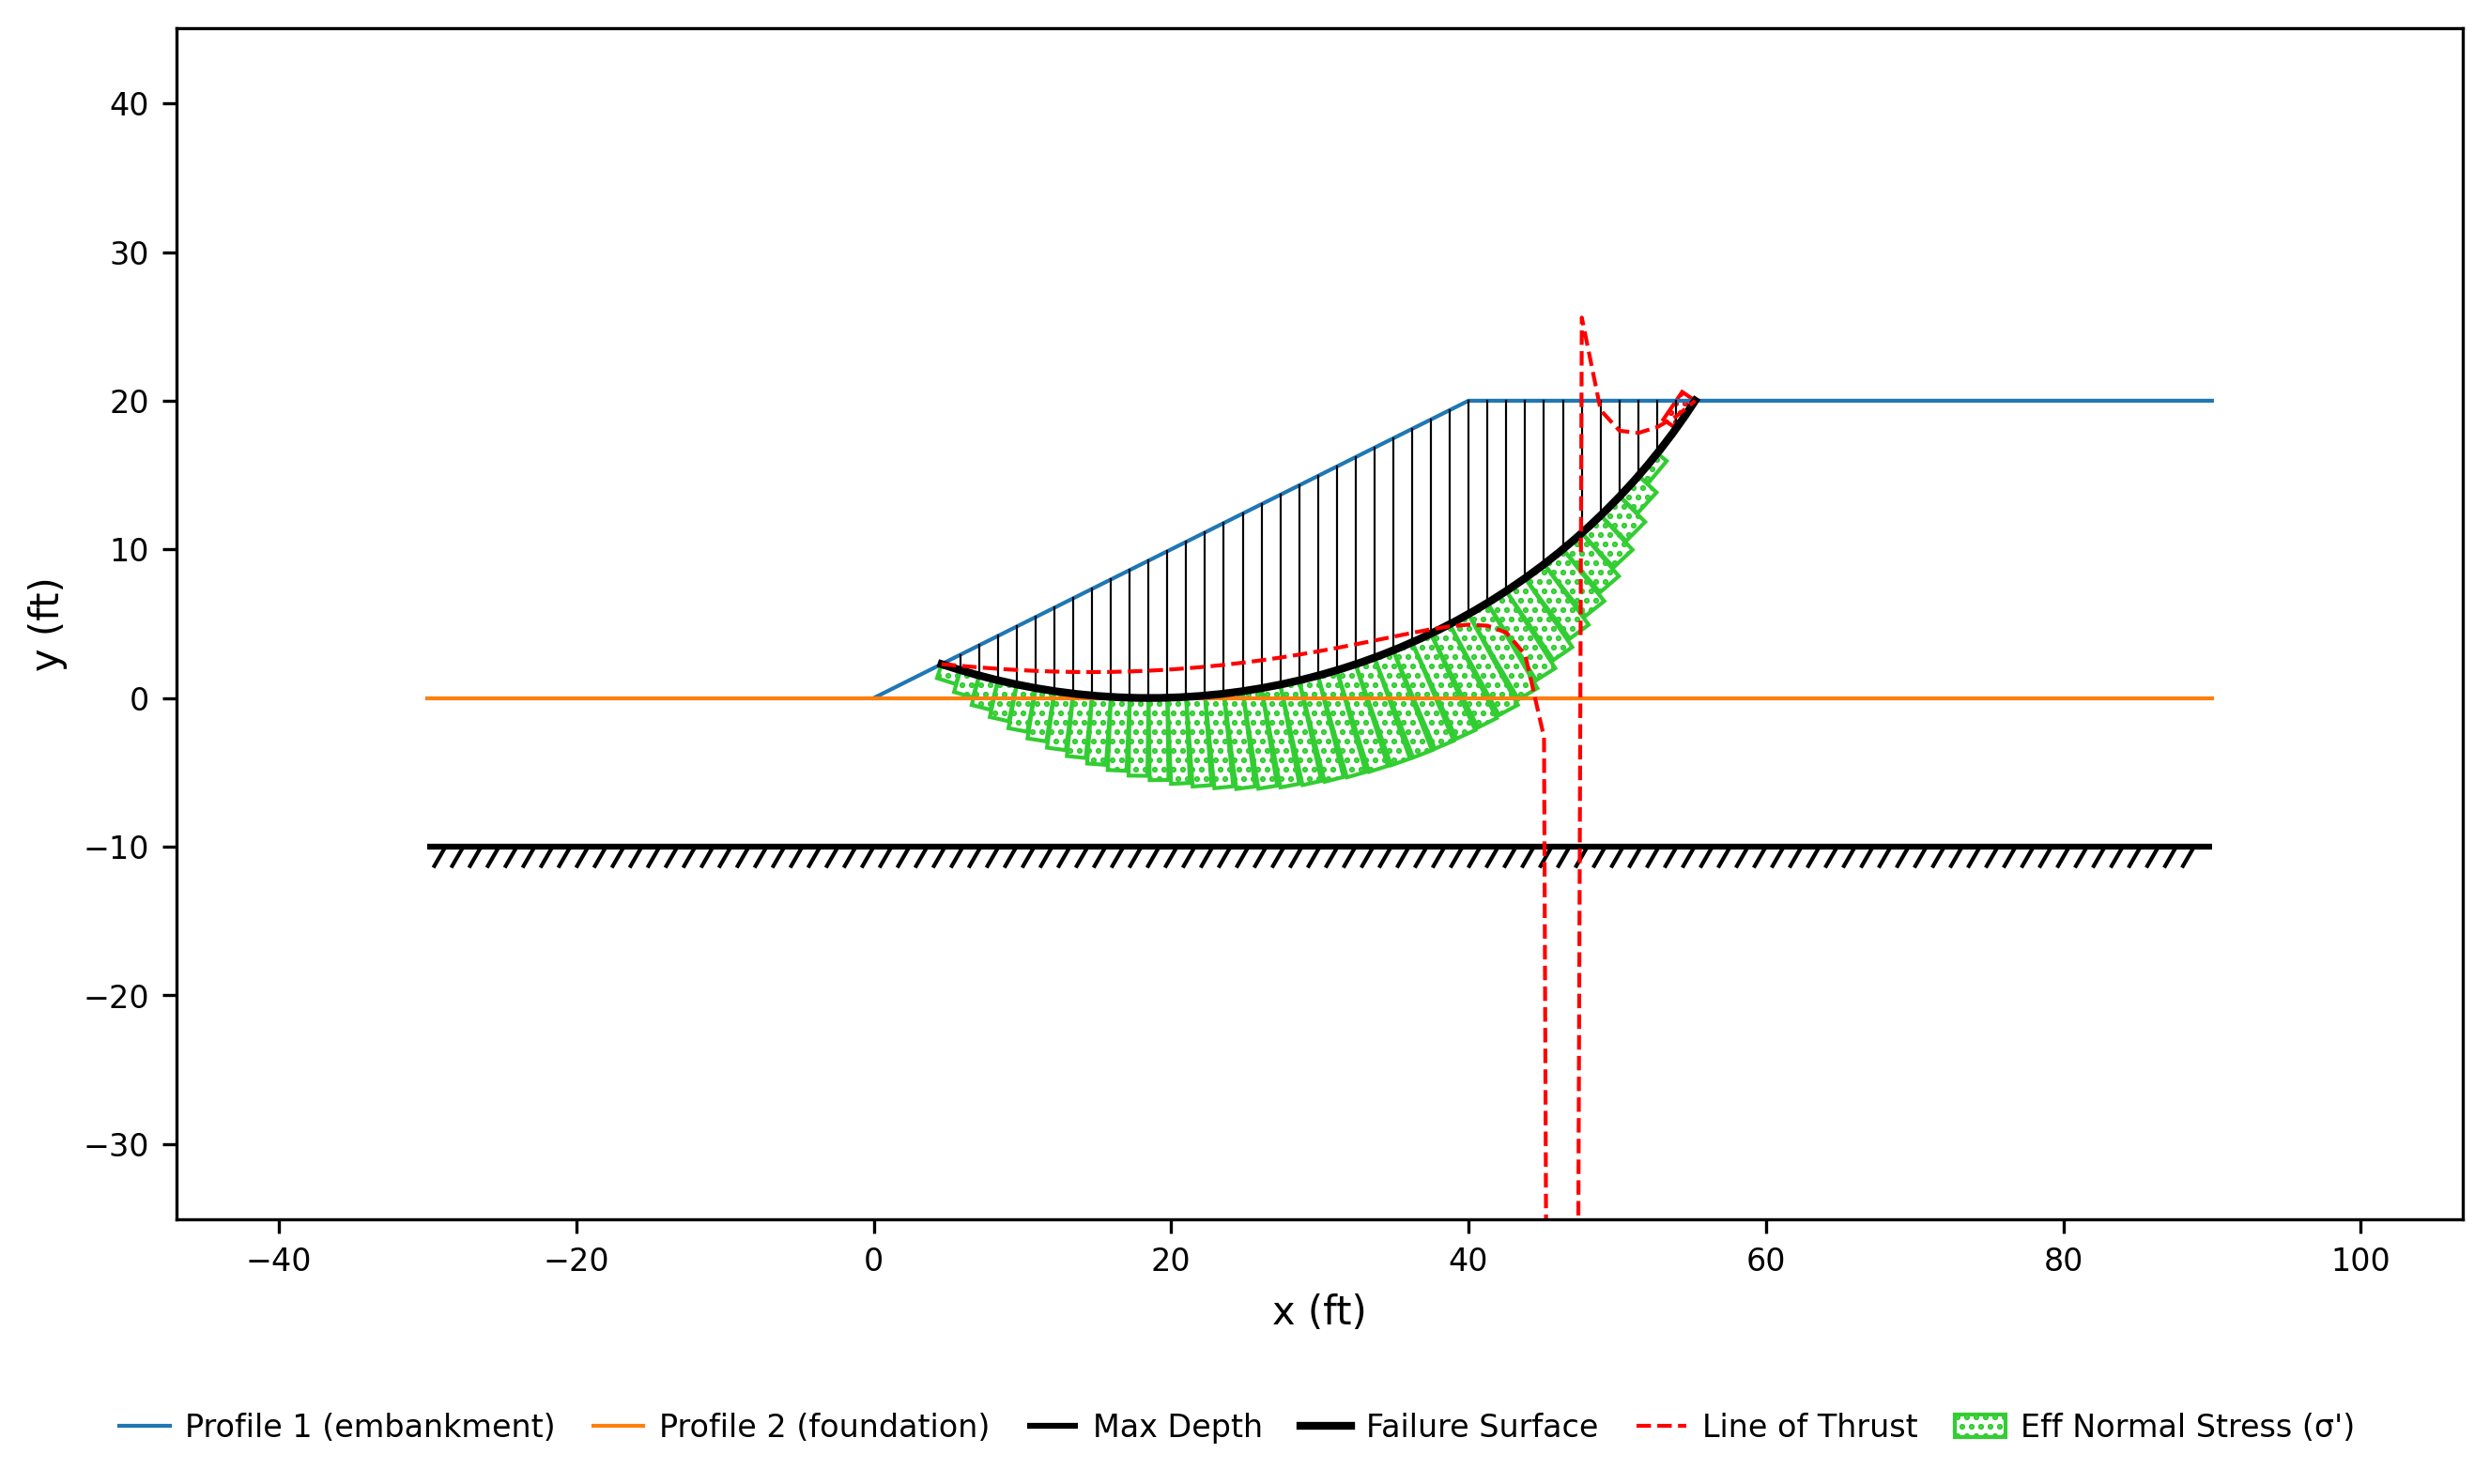 40
30
20
10
0
−10
−20
−30
y (ft)
−40 −20 0 20 40 60 80 100
x (ft)
Profile 1 (embankment) Profile 2 (foundation) Max Depth Failure Surface Line of Thrust Eff Normal Stress (σ')